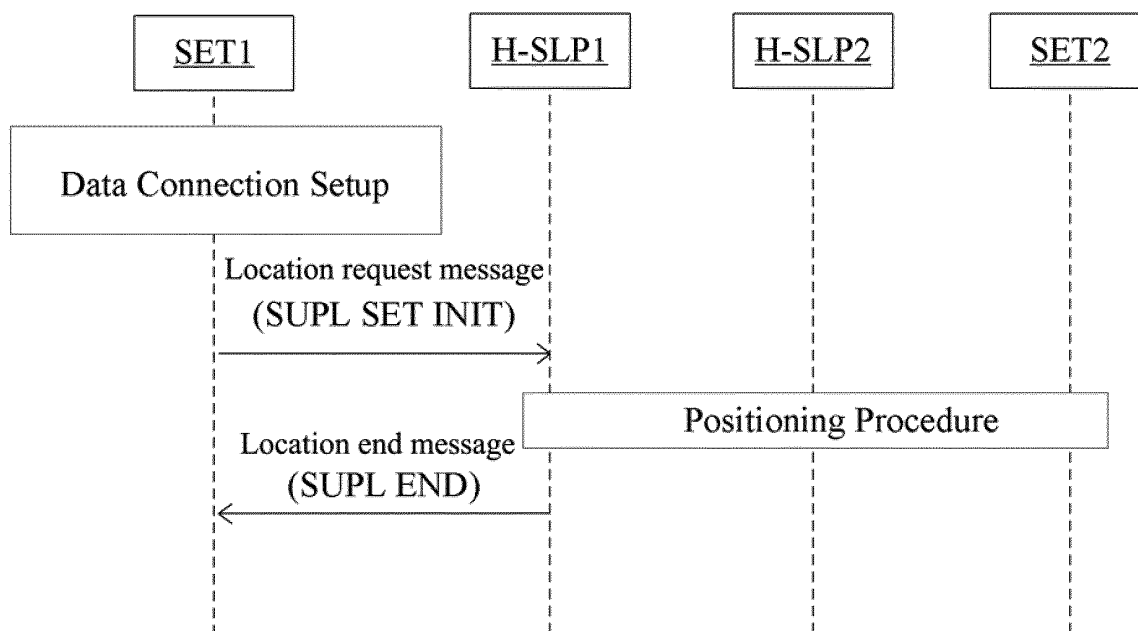 SET1
H-SLP1
H-SLP2
SET2
Data Connection Setup
Location request message
(SUPL SET INIT)
Positioning Procedure
Location end message
(SUPL END)